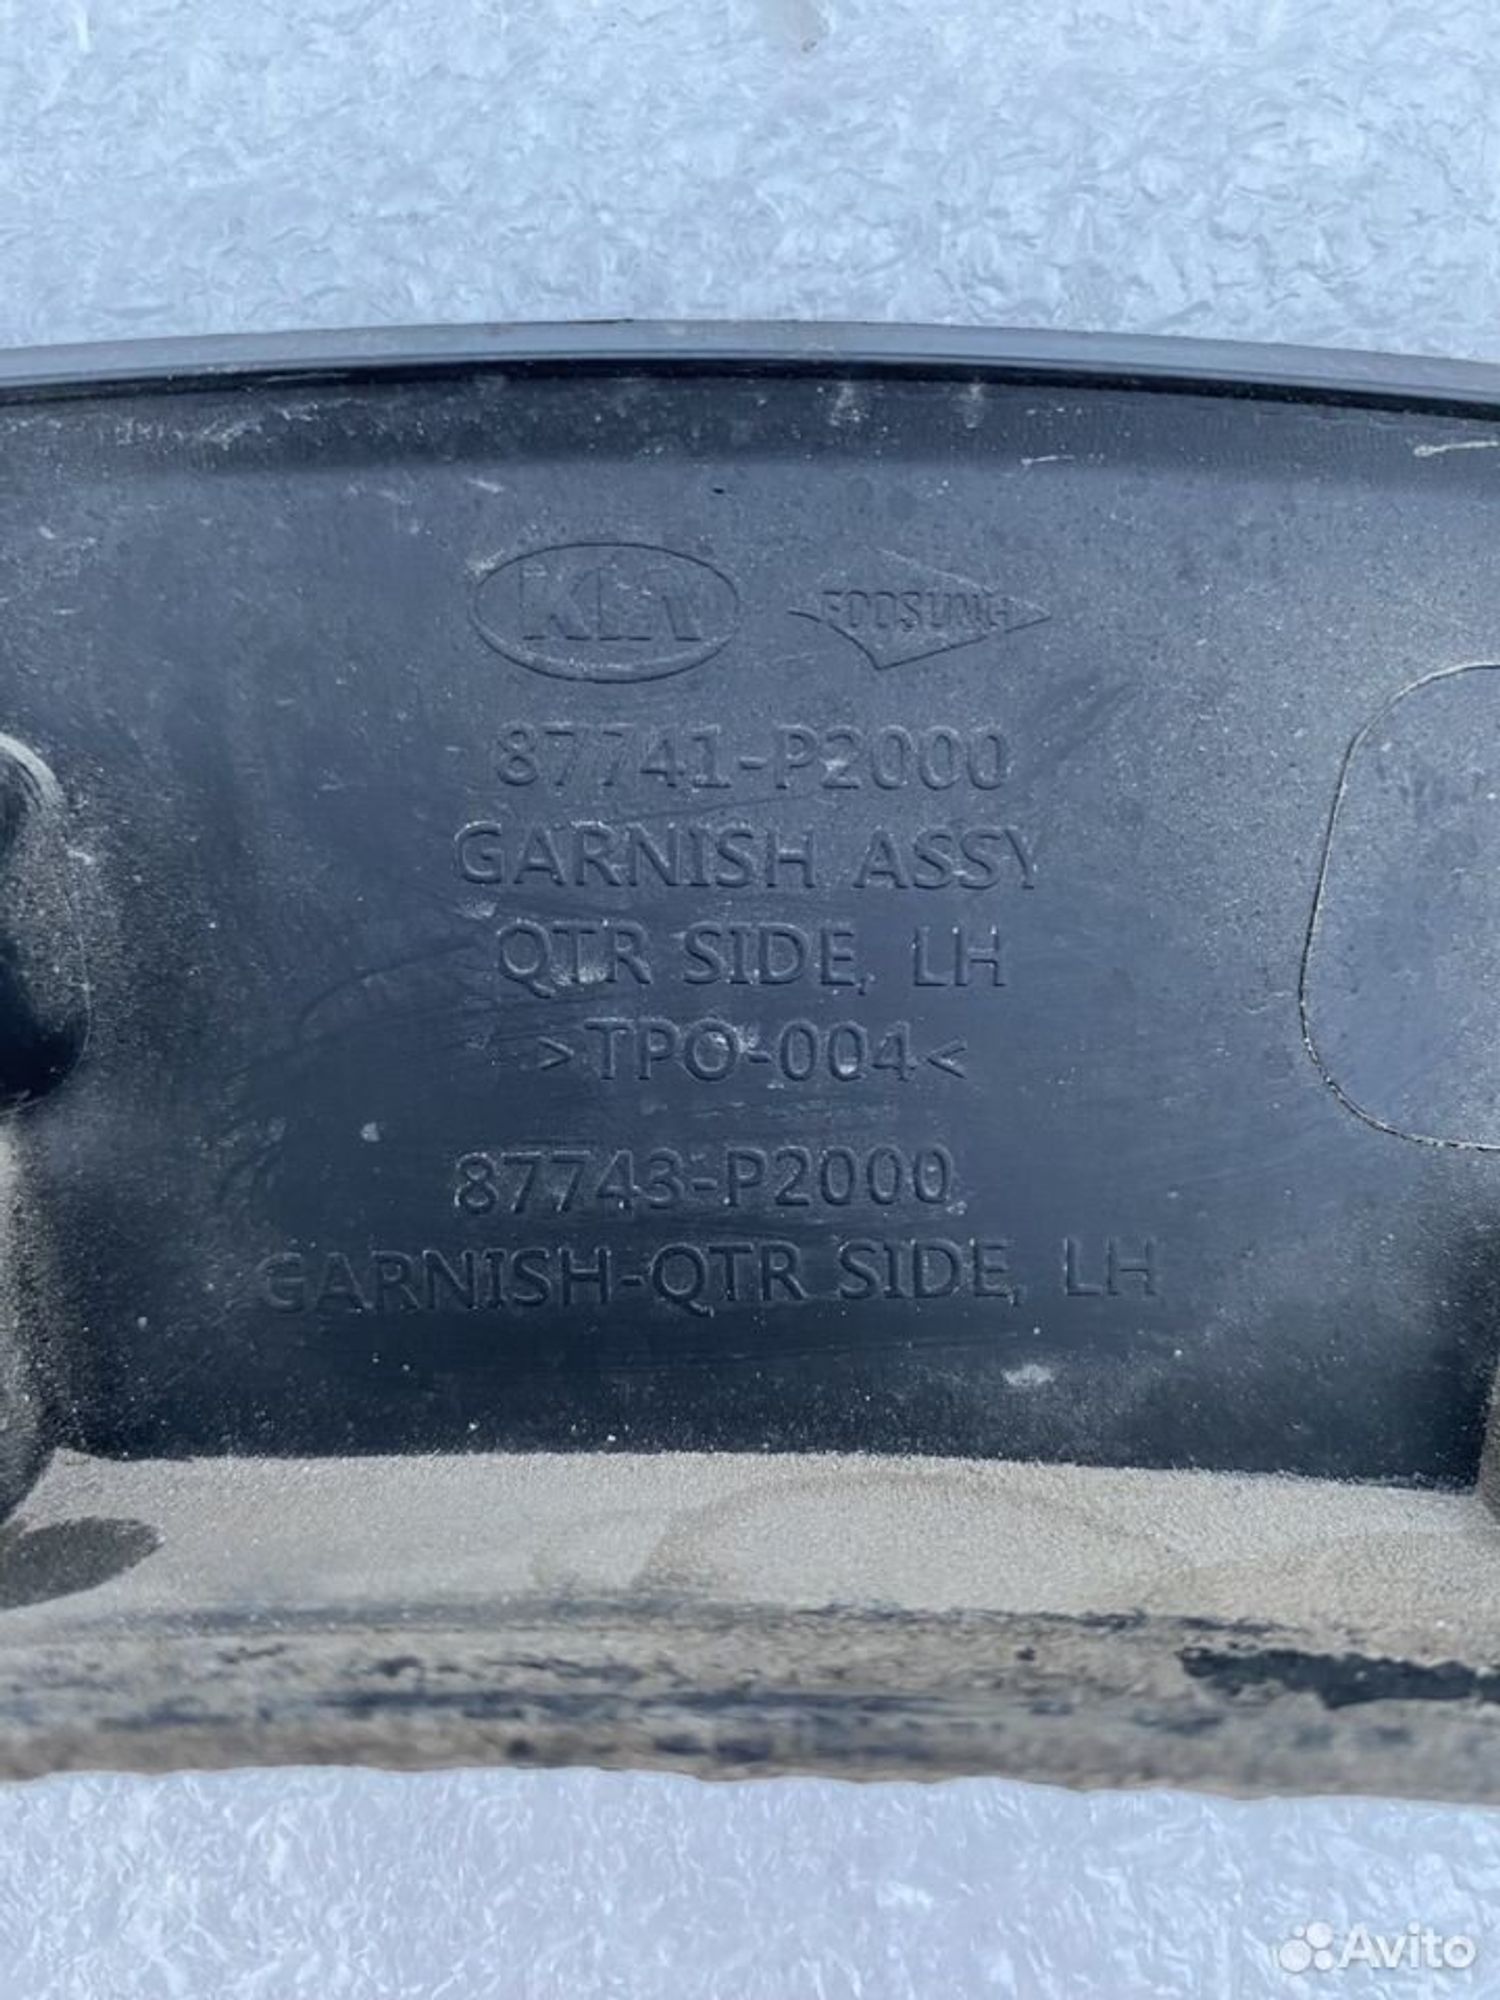 KIA
87741-P2000
GARNISH ASSY
QTR SIDE, LH
>TPO-004<
87743-P2000
GARNISH-QTR SIDE, LH
Avito